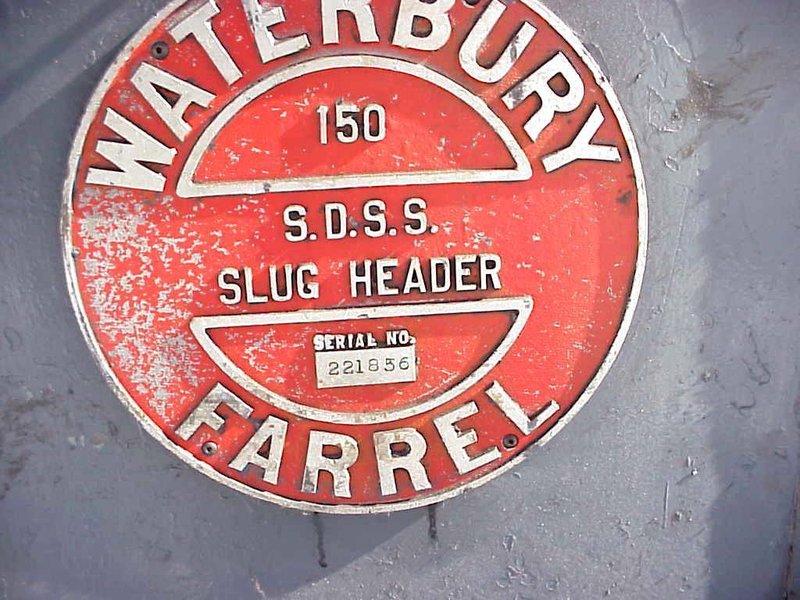 WATERBURY
150
S.D.S.S.
SLUG HEADER
SERIAL NO.
221856
FARREL